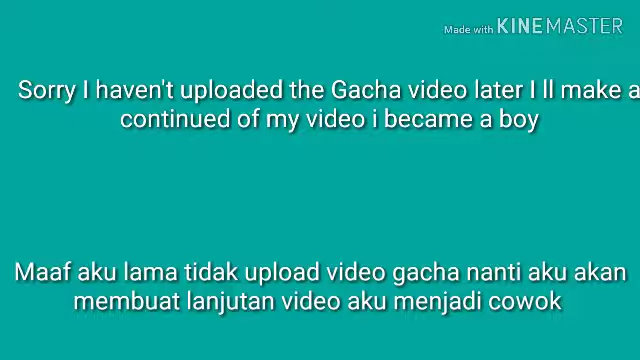 Made with KINEMASTER
Sorry I haven't uploaded the Gacha video later I ll make a
continued of my video i became a boy
Maaf aku lama tidak upload video gacha nanti aku akan
membuat lanjutan video aku menjadi cowok